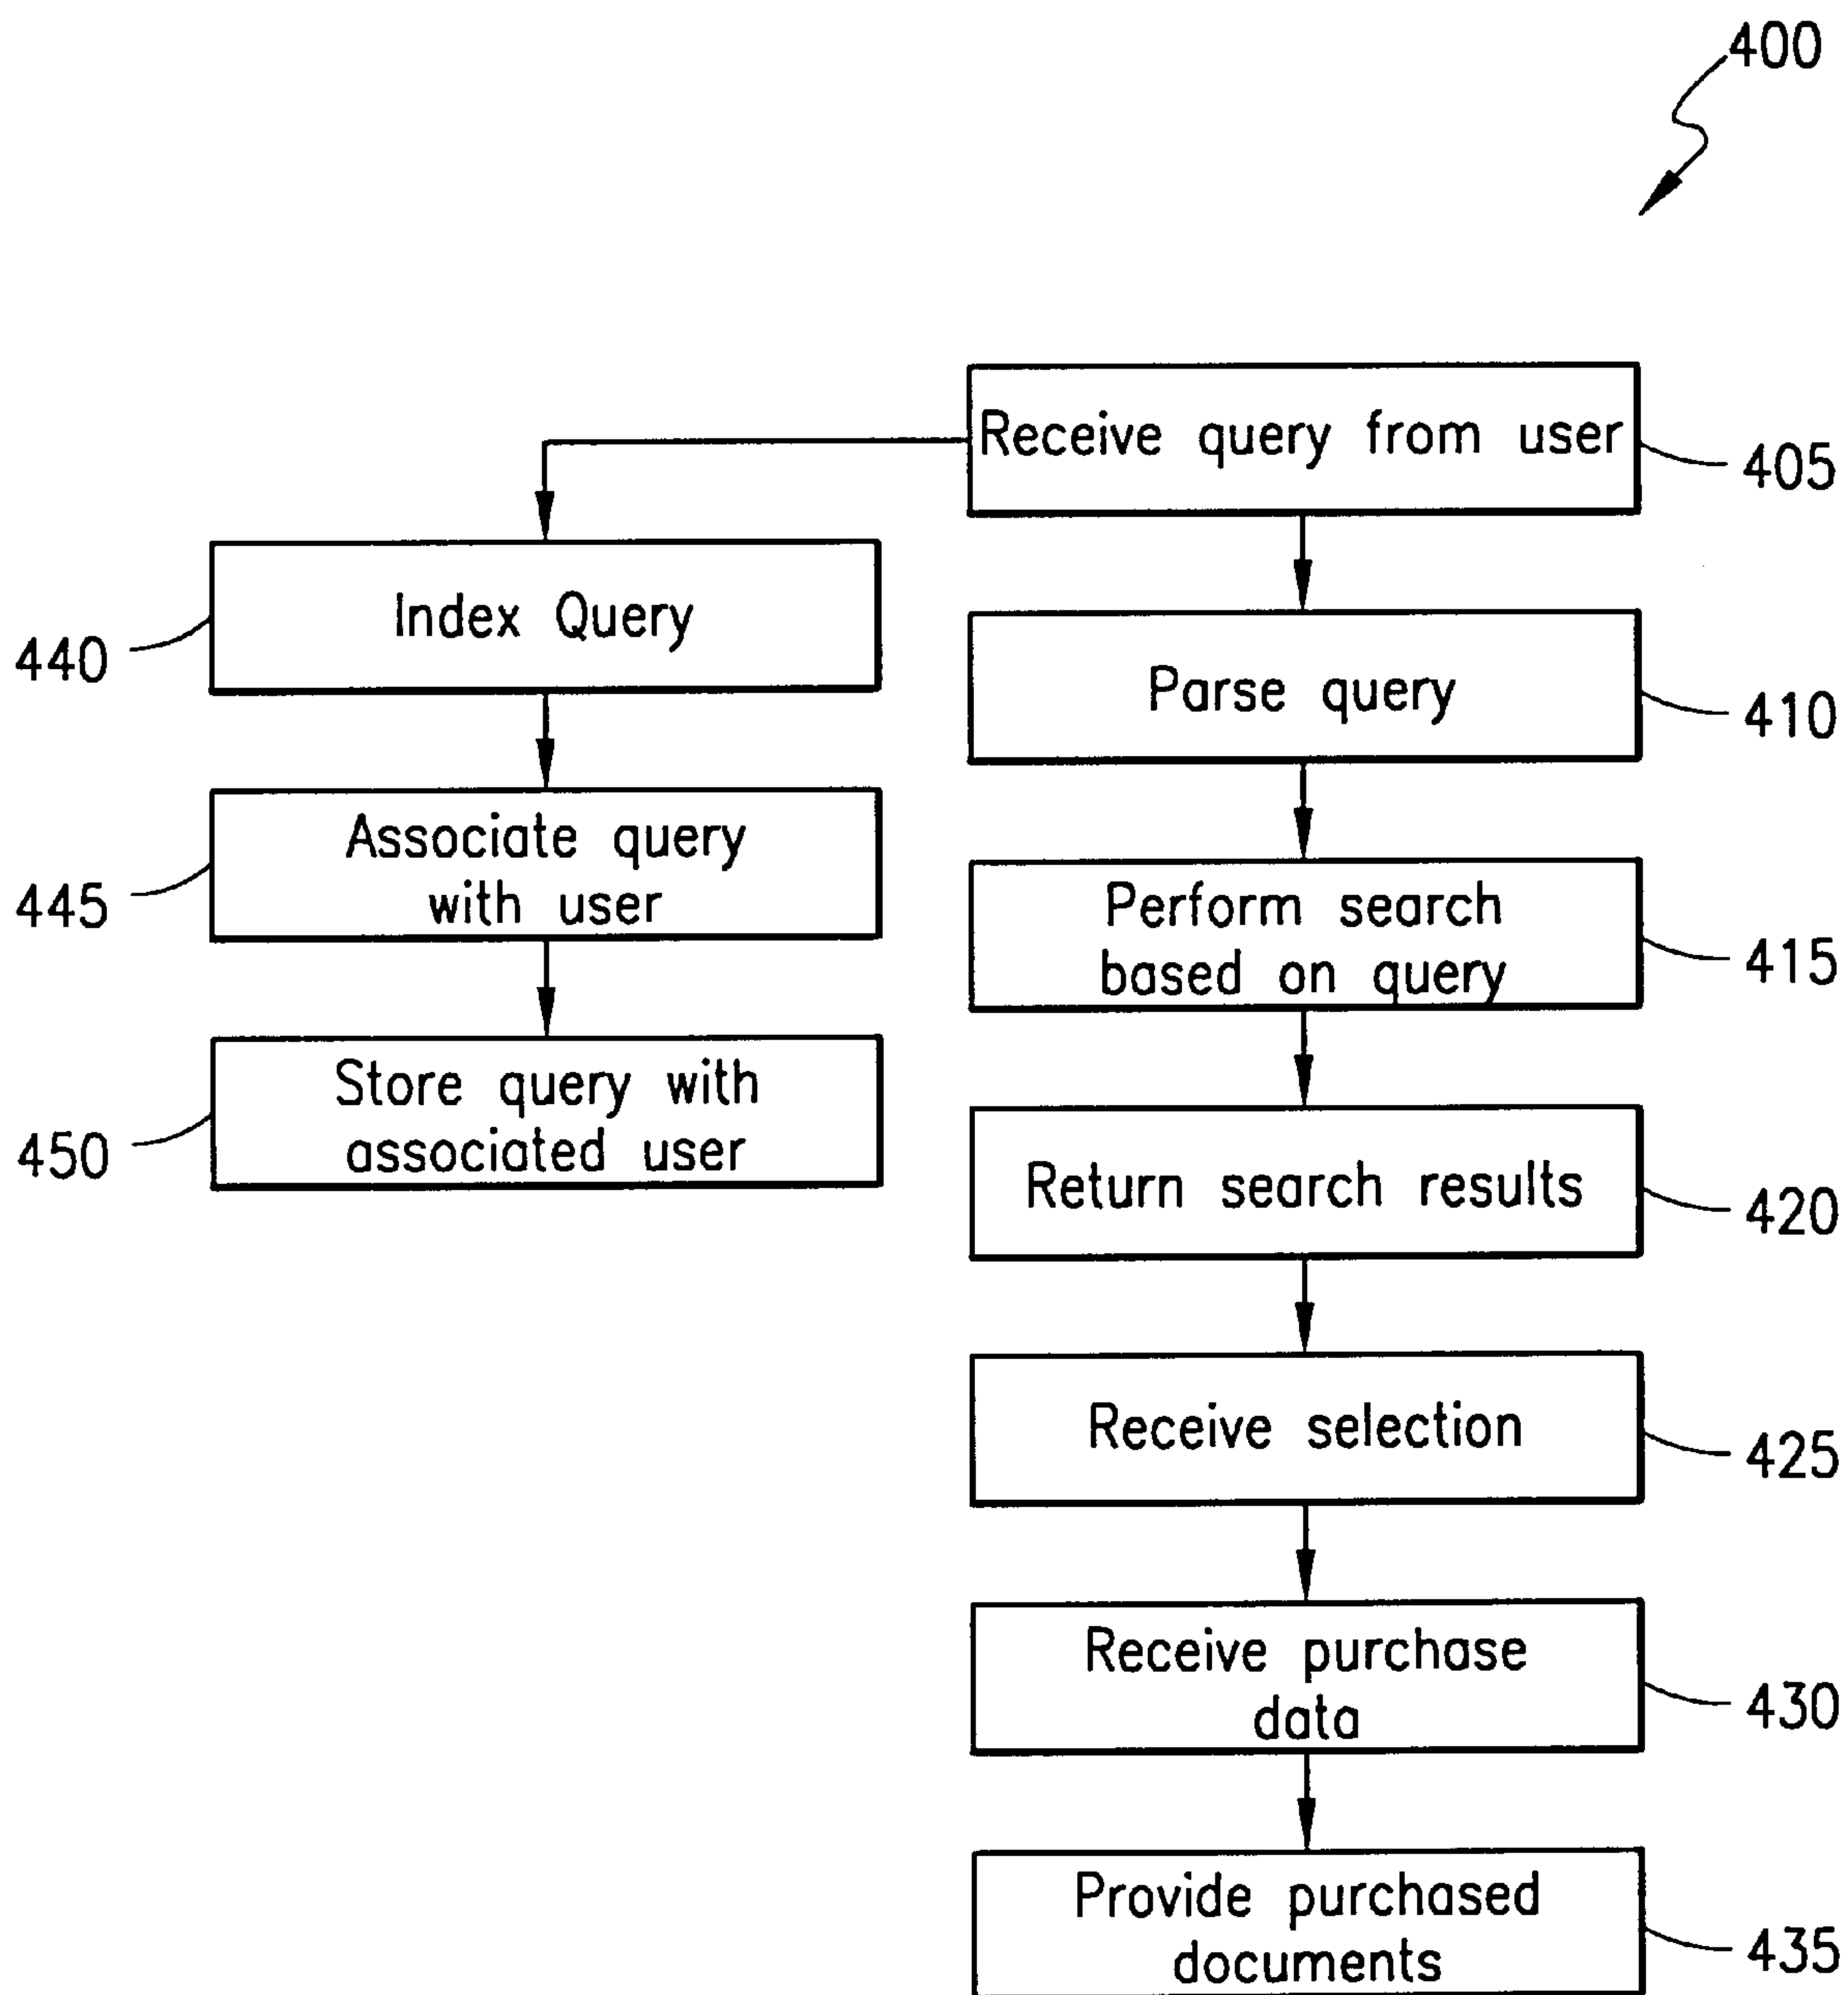 400
Receive query from user
405
Index Query
440
Parse query
410
Associate query
with user
445
Perform search
based on query
415
Store query with
associated user
450
Return search results
420
Receive selection
425
Receive purchase
data
430
Provide purchased
documents
435